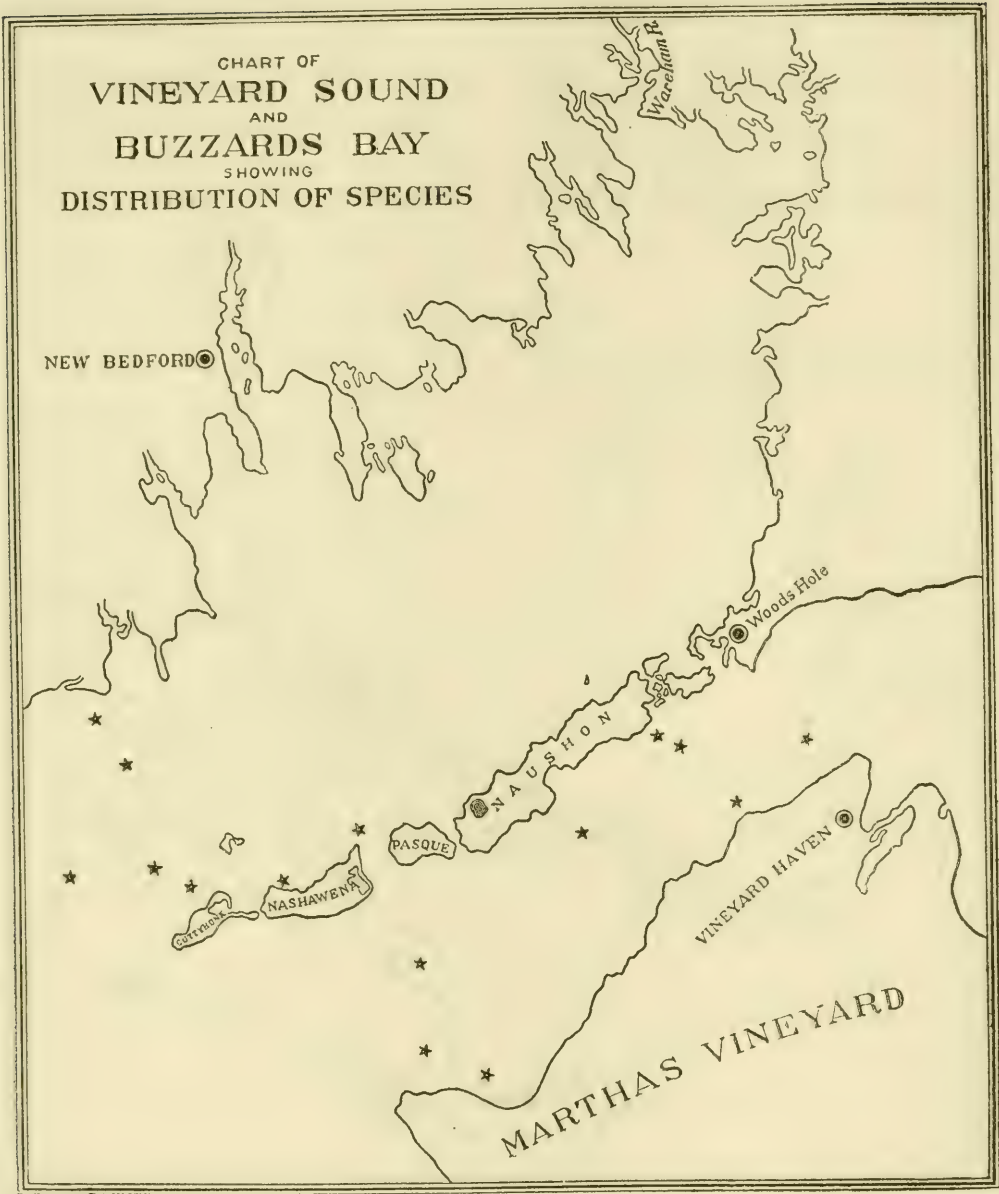 CHART OF
VINEYARD SOUND
AND
BUZZARDS BAY
SHOWING
DISTRIBUTION OF SPECIES
Wareham R.
NEW BEDFORD
Woods Hole
NAUSHON
PASQUE
NASHAWENA
CUTTYHUNK
VINEYARD HAVEN
MARTHAS VINEYARD